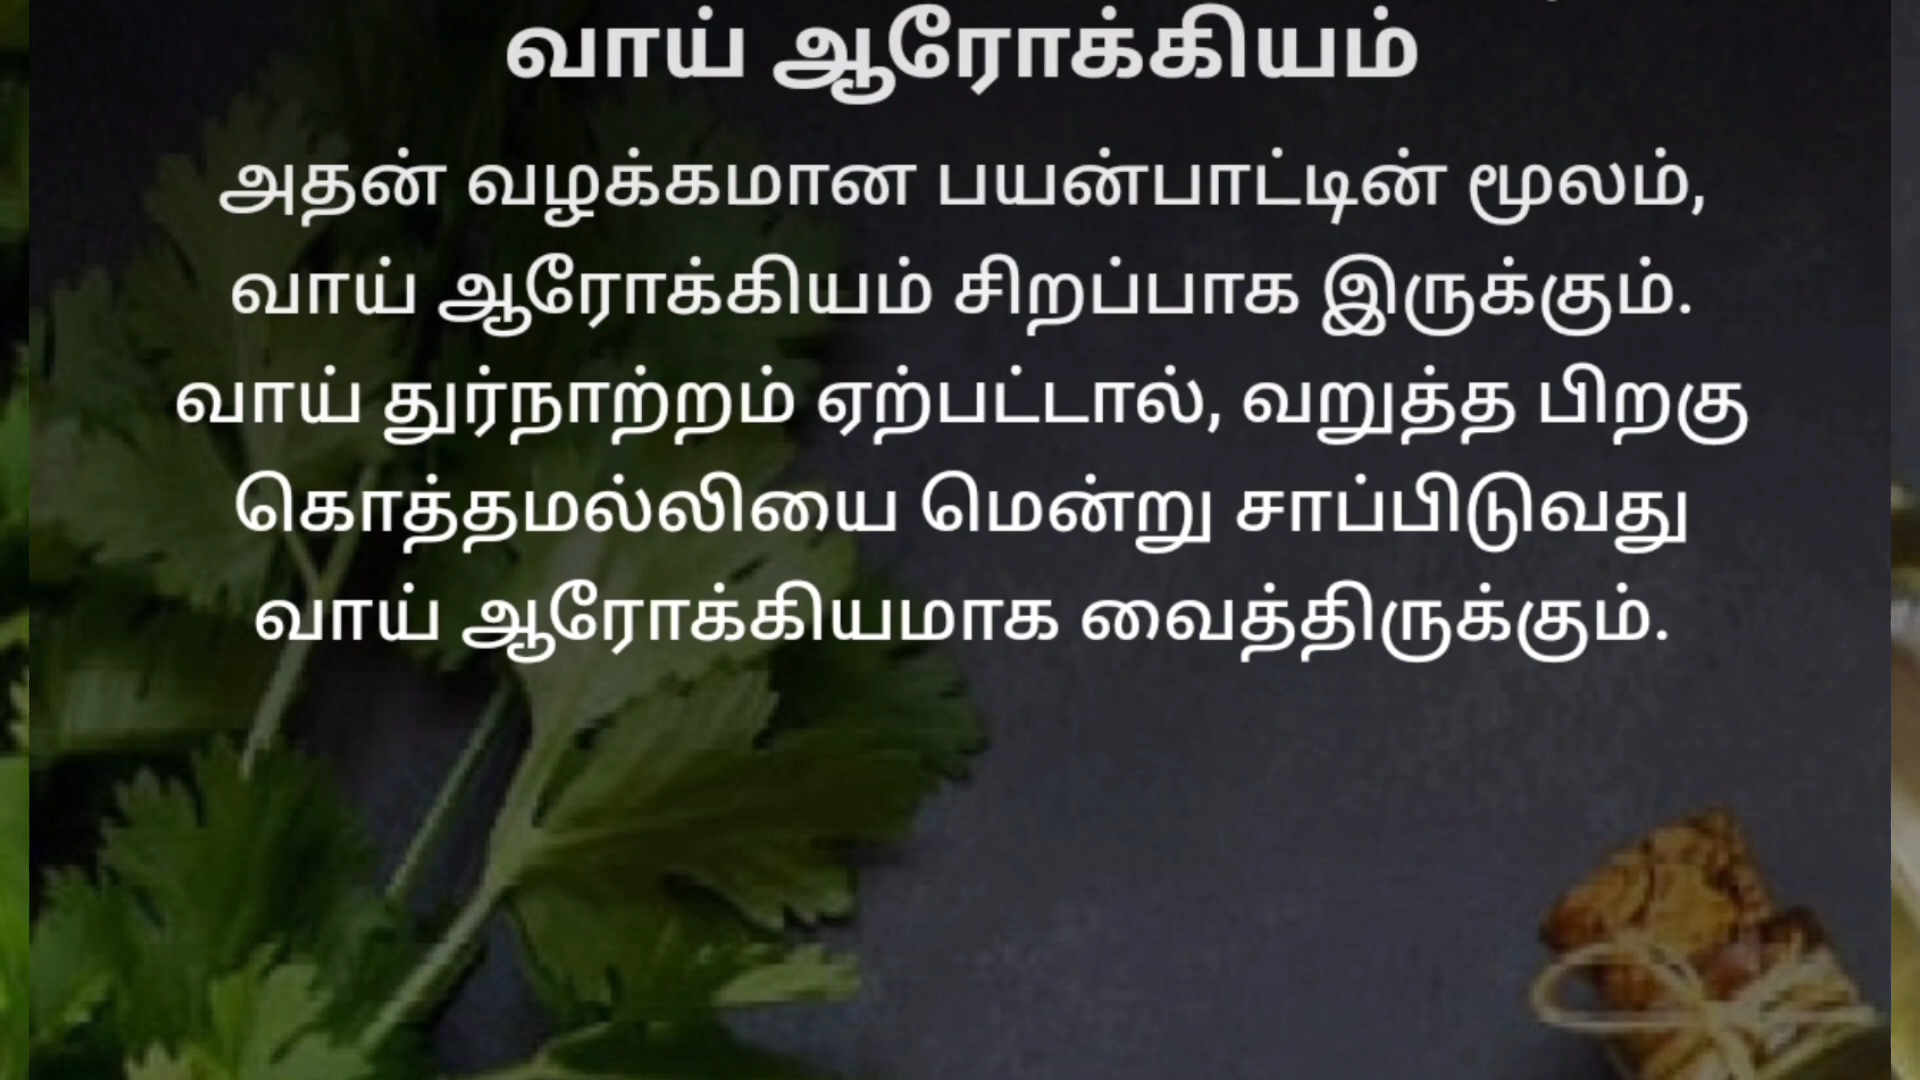 வாய் ஆரோக்கியம்
அதன் வழக்கமான பயன்பாட்டின் மூலம்,
வாய் ஆரோக்கியம் சிறப்பாக இருக்கும்.
வாய் துர்நாற்றம் ஏற்பட்டால், வறுத்த பிறகு
கொத்தமல்லியை மென்று சாப்பிடுவது
வாய் ஆரோக்கியமாக வைத்திருக்கும்.